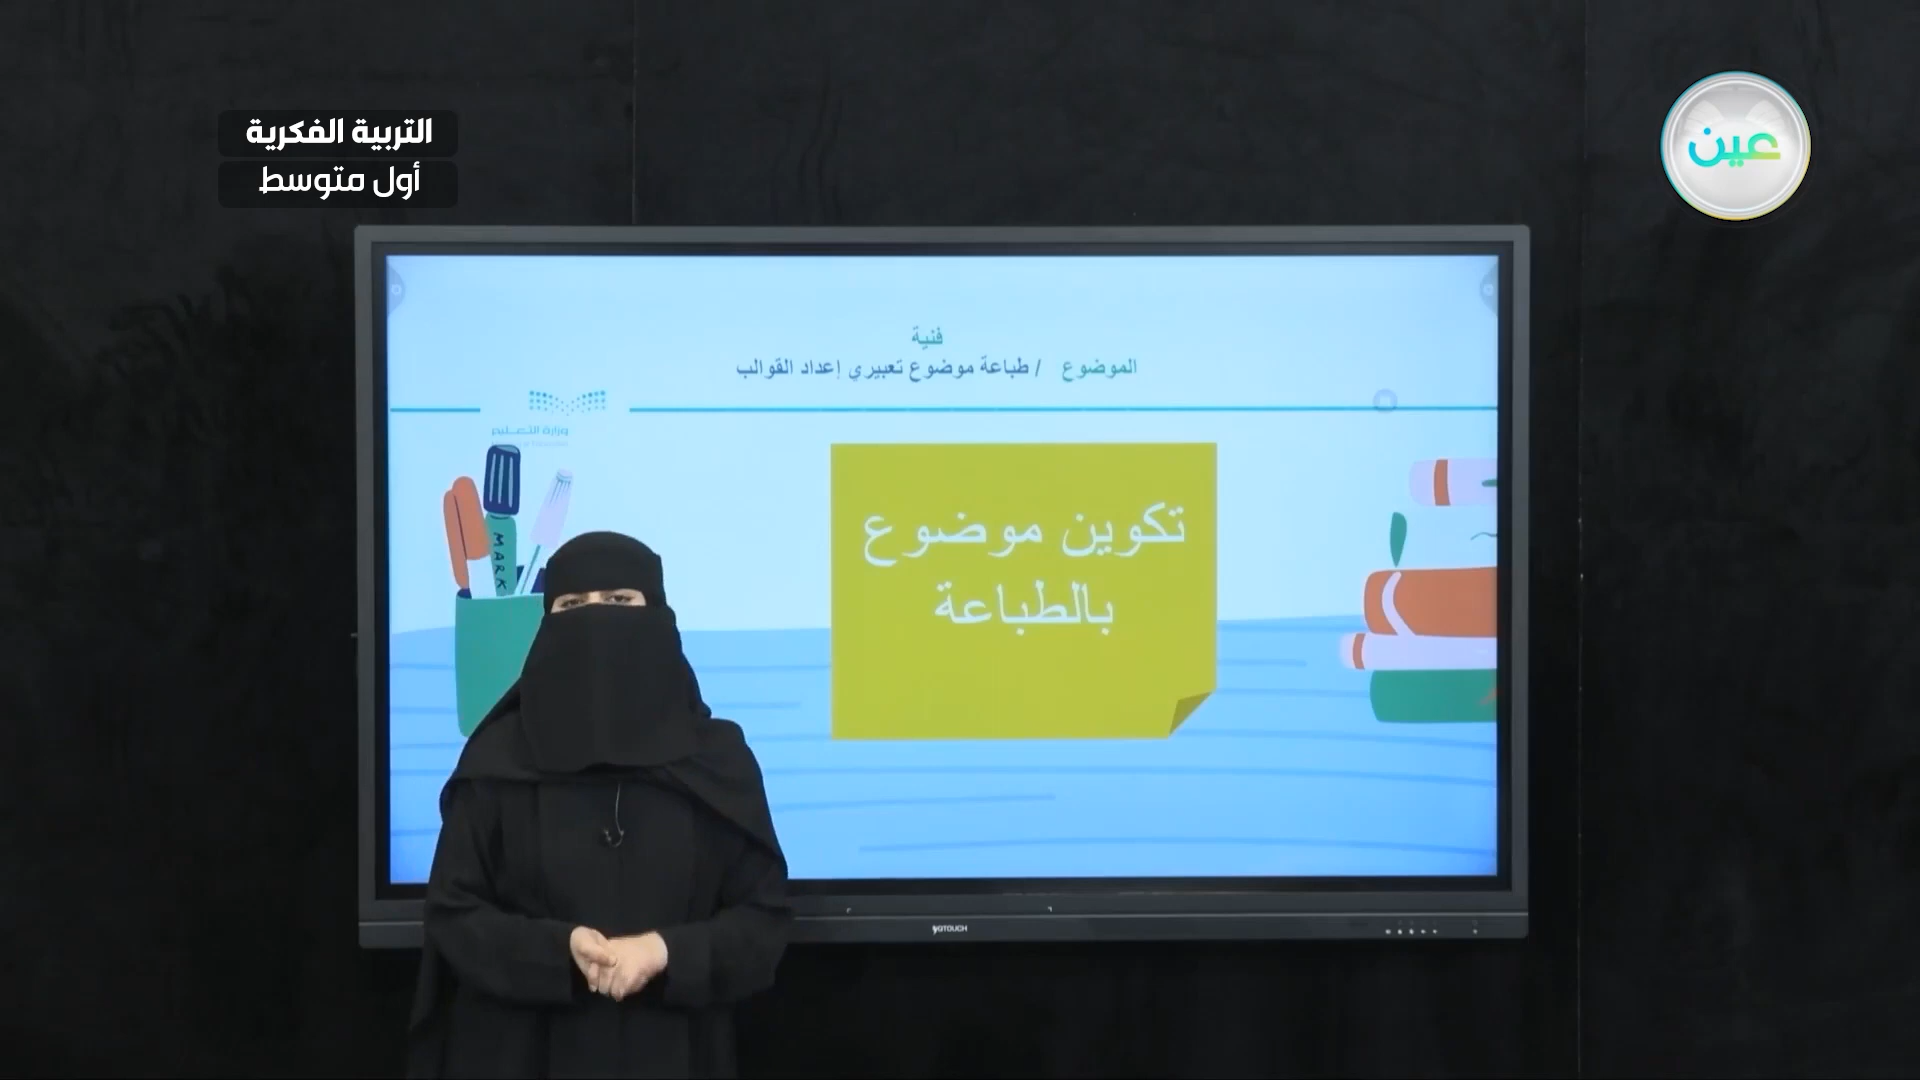 التربية الفكرية
أول متوسط
عين
فنية
الموضوع / طباعة موضوع تعبيري إعداد القوالب
وزارة التعليم
تكوين موضوع
بالطباعة
MARK